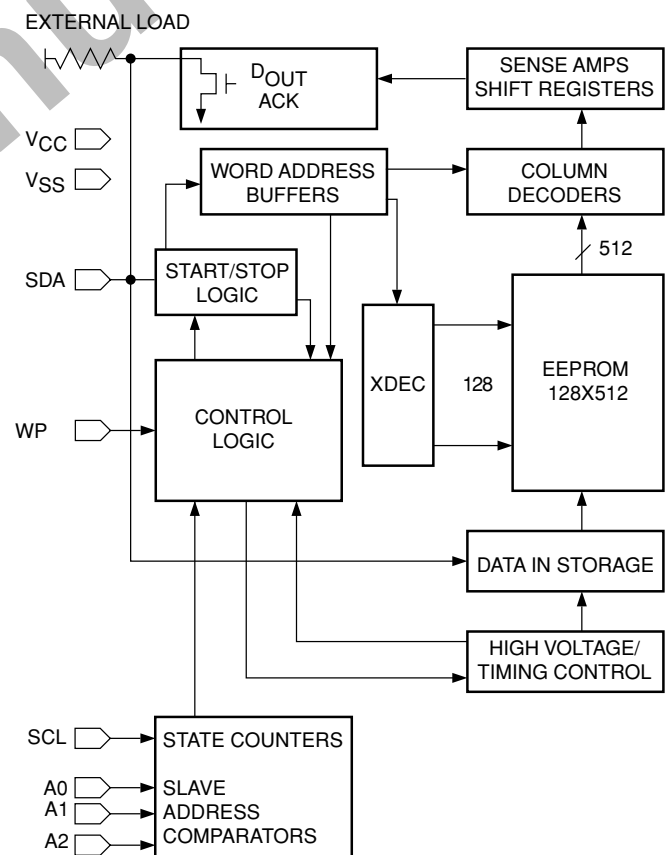 EXTERNAL LOAD
DOUT
ACK
SENSE AMPS
SHIFT REGISTERS
VCC
VSS
WORD ADDRESS
BUFFERS
COLUMN
DECODERS
512
SDA
START/STOP
LOGIC
XDEC
128
EEPROM
128X512
WP
CONTROL
LOGIC
DATA IN STORAGE
HIGH VOLTAGE/
TIMING CONTROL
SCL
STATE COUNTERS
A0
SLAVE
A1
ADDRESS
A2
COMPARATORS